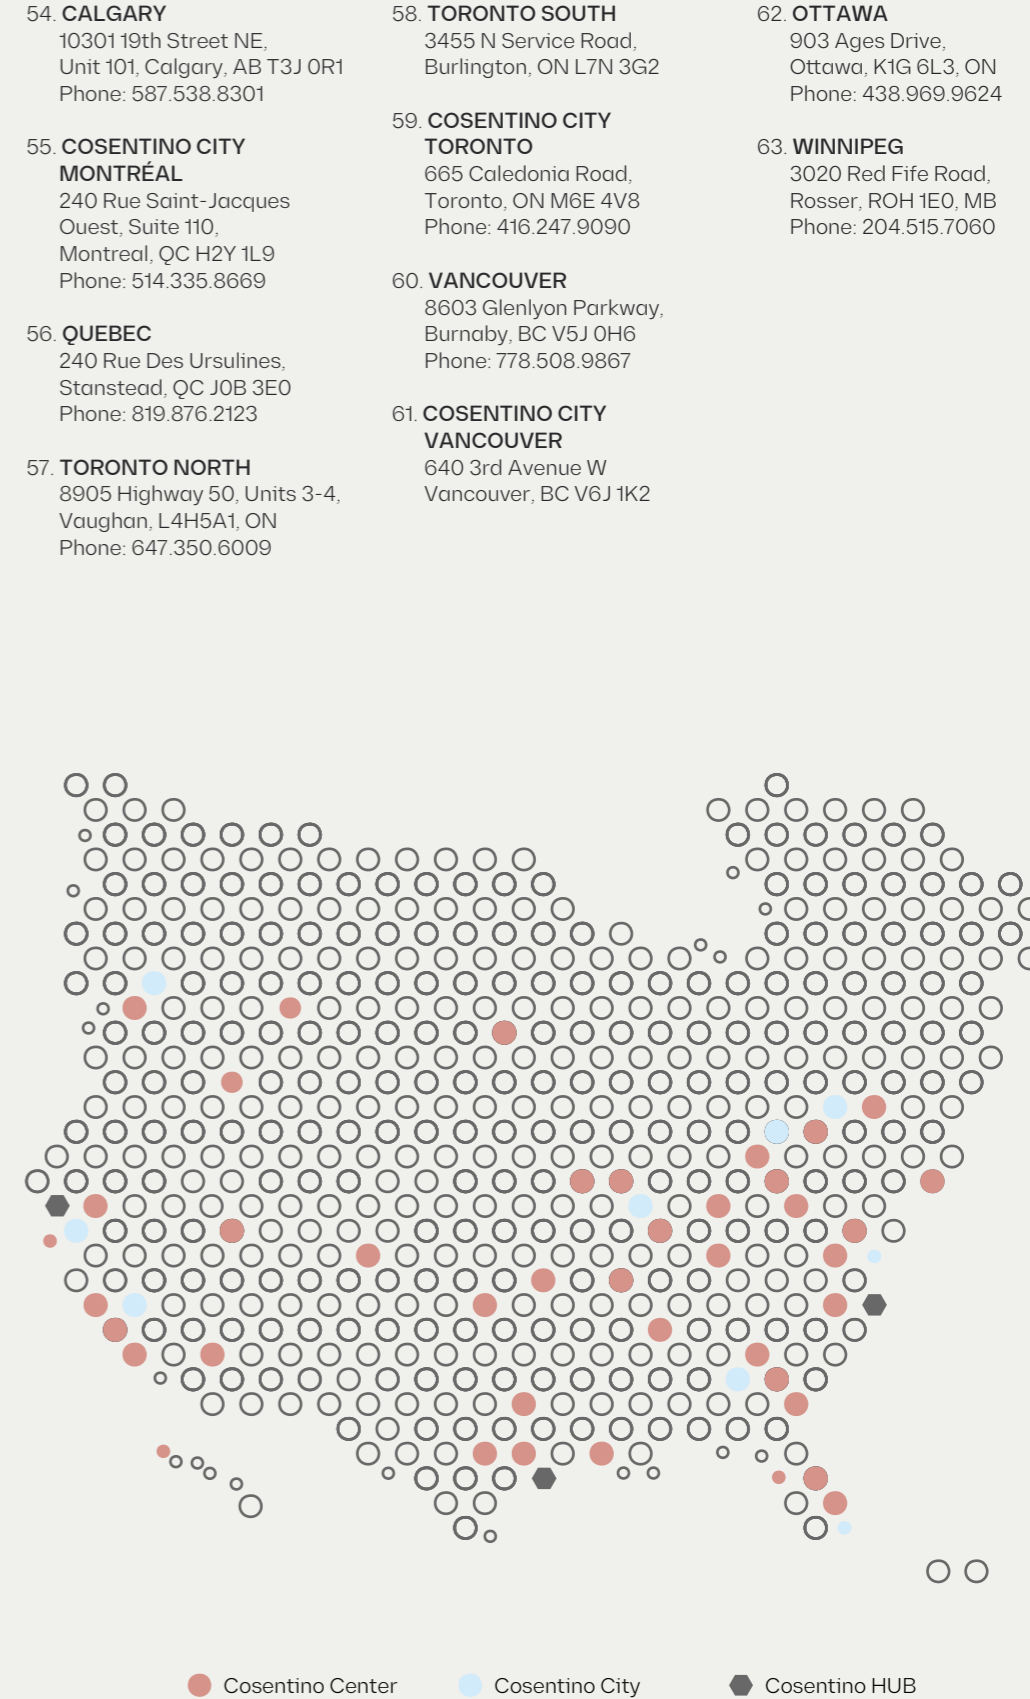 54. CALGARY
10301 19th Street NE,
Unit 101, Calgary, AB T3J 0R1
Phone: 587.538.8301
55. COSENTINO CITY
MONTRÉAL
240 Rue Saint-Jacques
Ouest, Suite 110,
Montreal, QC H2Y 1L9
Phone: 514.335.8669
56. QUEBEC
240 Rue Des Ursulines,
Stanstead, QC J0B 3E0
Phone: 819.876.2123
57. TORONTO NORTH
8905 Highway 50, Units 3-4,
Vaughan, L4H5A1, ON
Phone: 647.350.6009
58. TORONTO SOUTH
3455 N Service Road,
Burlington, ON L7N 3G2
59. COSENTINO CITY
TORONTO
665 Caledonia Road,
Toronto, ON M6E 4V8
Phone: 416.247.9090
60. VANCOUVER
8603 Glenlyon Parkway,
Burnaby, BC V5J 0H6
Phone: 778.508.9867
61. COSENTINO CITY
VANCOUVER
640 3rd Avenue W
Vancouver, BC V6J 1K2
62. OTTAWA
903 Ages Drive,
Ottawa, K1G 6L3, ON
Phone: 438.969.9624
63. WINNIPEG
3020 Red Fife Road,
Rosser, ROH 1E0, MB
Phone: 204.515.7060
Cosentino Center
Cosentino City
Cosentino HUB